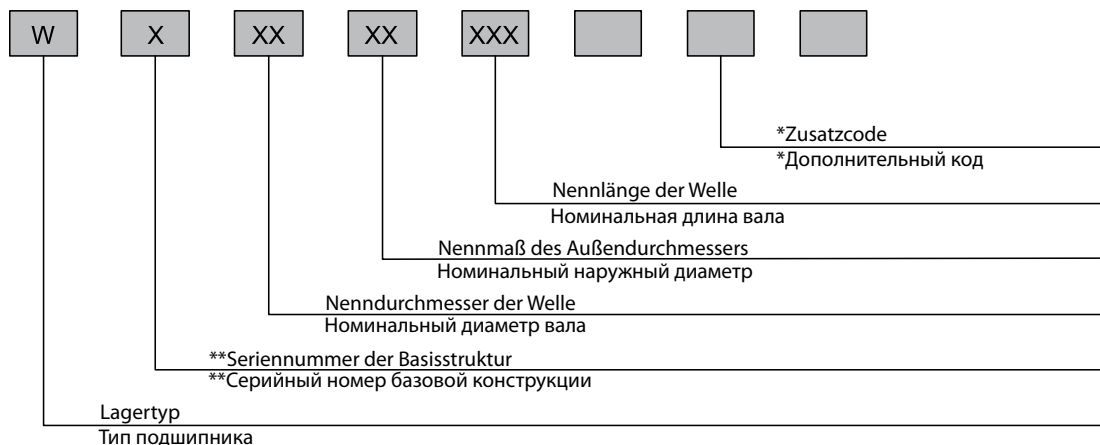 W X XX XX XXX
*Zusatzcode
*Дополнительный код
Nennlänge der Welle
Номинальная длина вала
Nennmaß des Außendurchmessers
Номинальный наружный диаметр
Nenndurchmesser der Welle
Номинальный диаметр вала
**Seriennummer der Basisstruktur
**Серийный номер базовой конструкции
Lagertyp
Тип подшипника